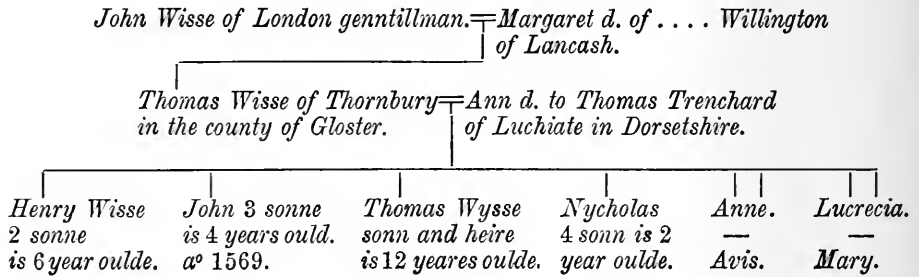 John Wisse of London genntillman.=Margaret d. of .... Willington
of Lancash.
Thomas Wisse of Thornbury=Ann d. to Thomas Trenchard
in the county of Gloster. of Luchiate in Dorsetshire.
Henry Wisse John 3 sonne Thomas Wysse Nycholas Anne. Lucrecia.
2 sonne is 4 years ould. sonn and heire 4 sonn is 2 — —
is 6 year oulde. aº 1569. is 12 yeares oulde. year oulde. Avis. Mary.